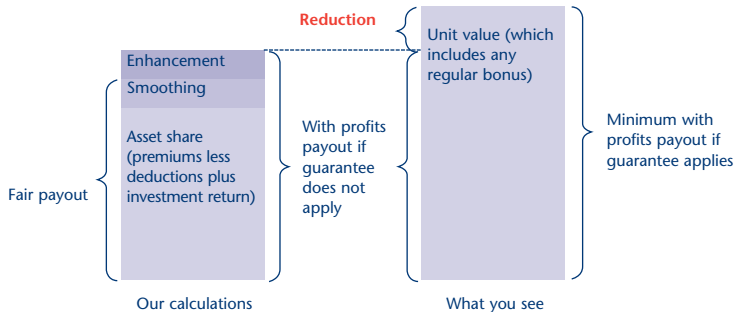 Reduction
Unit value (which
includes any
regular bonus)
Enhancement
Smoothing
Asset share
(premiums less
deductions plus
investment return)
Fair payout
With profits
payout if
guarantee
does not
apply
Minimum with
profits payout if
guarantee applies
Our calculations
What you see